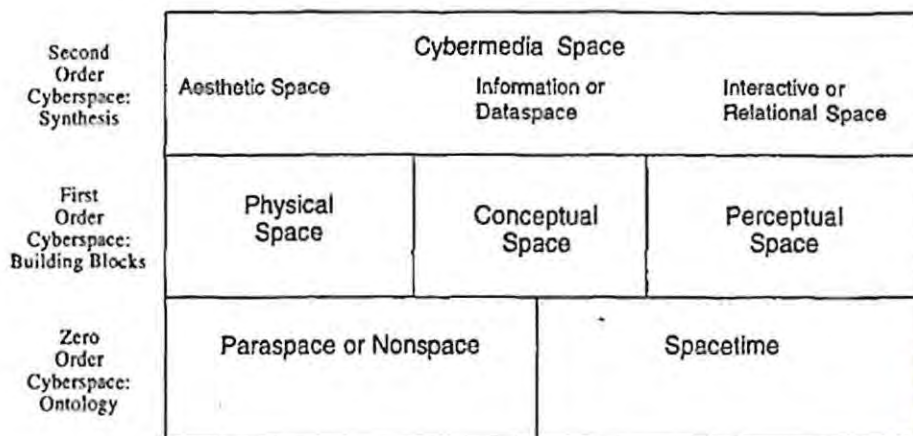 Second
Order
Cyberspace:
Synthesis
Cybermedia Space
Aesthetic Space
Information or
Dataspace
Interactive or
Relational Space
First
Order
Cyberspace:
Building Blocks
Physical
Space
Conceptual
Space
Perceptual
Space
Zero
Order
Cyberspace:
Ontology
Paraspace or Nonspace
Spacetime